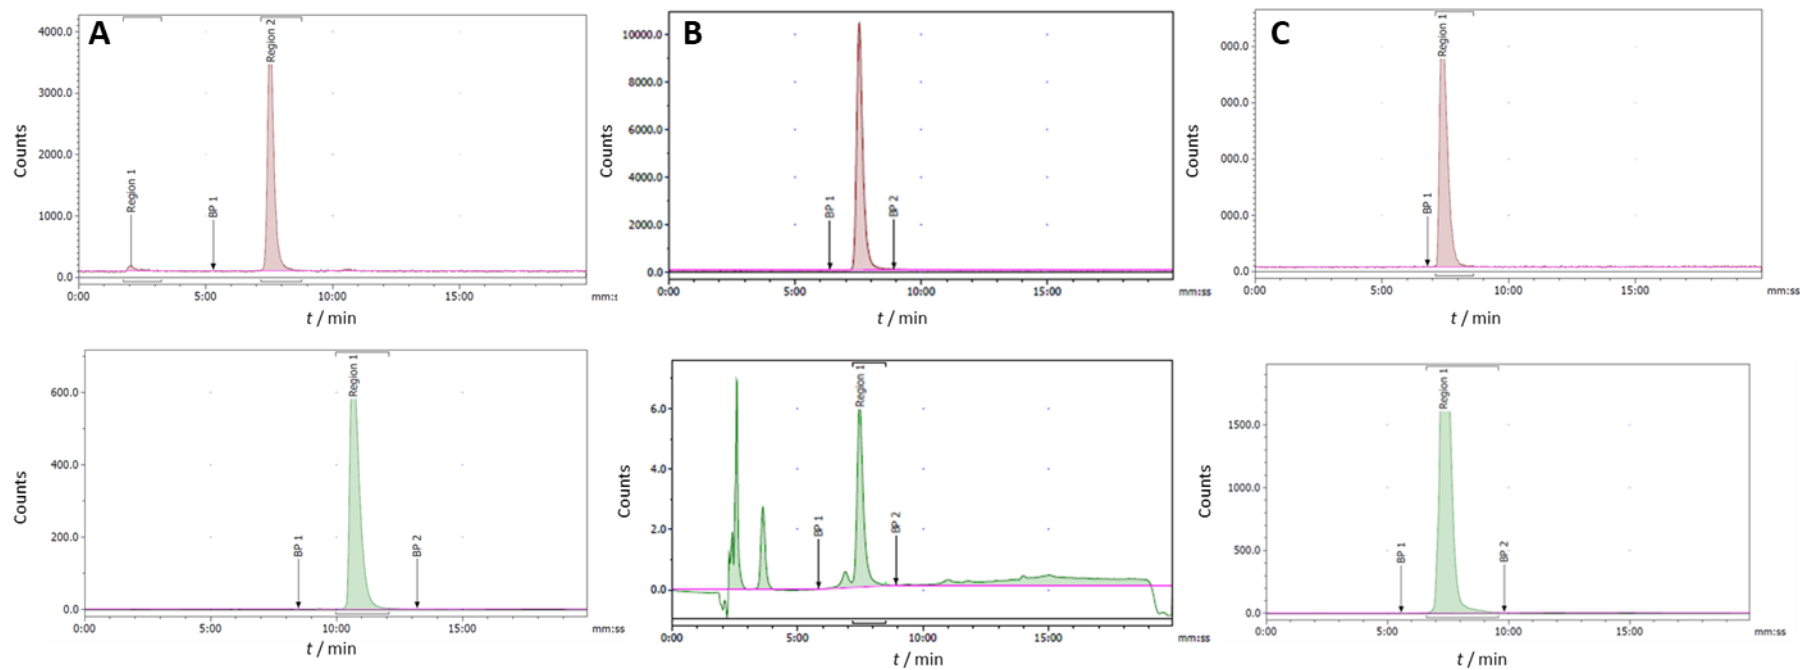 A
Counts
4000.0
3000.0
2000.0
1000.0
0.0
Region 1
BP 1
Region 2
0:00 5:00 10:00 15:00 mm:s
t / min
B
Counts
10000.0
8000.0
6000.0
4000.0
2000.0
0.0
BP 1
BP 2
0:00 5:00 10:00 15:00 mm:ss
t / min
C
Counts
000.0
000.0
000.0
000.0
0.0
BP 1
Region 1
0:00 5:00 10:00 15:00 mm:ss
t / min
Counts
600.0
400.0
200.0
0.0
BP 1
Region 1
BP 2
0:00 5:00 10:00 15:00 mm:ss
t / min
Counts
6.0
4.0
2.0
0.0
BP 1
Region 1
BP 2
0:00 5:00 10:00 15:00 mm:ss
t / min
Counts
1500.0
1000.0
500.0
0.0
BP 1
Region 1
BP 2
0:00 5:00 10:00 15:00 mm:ss
t / min